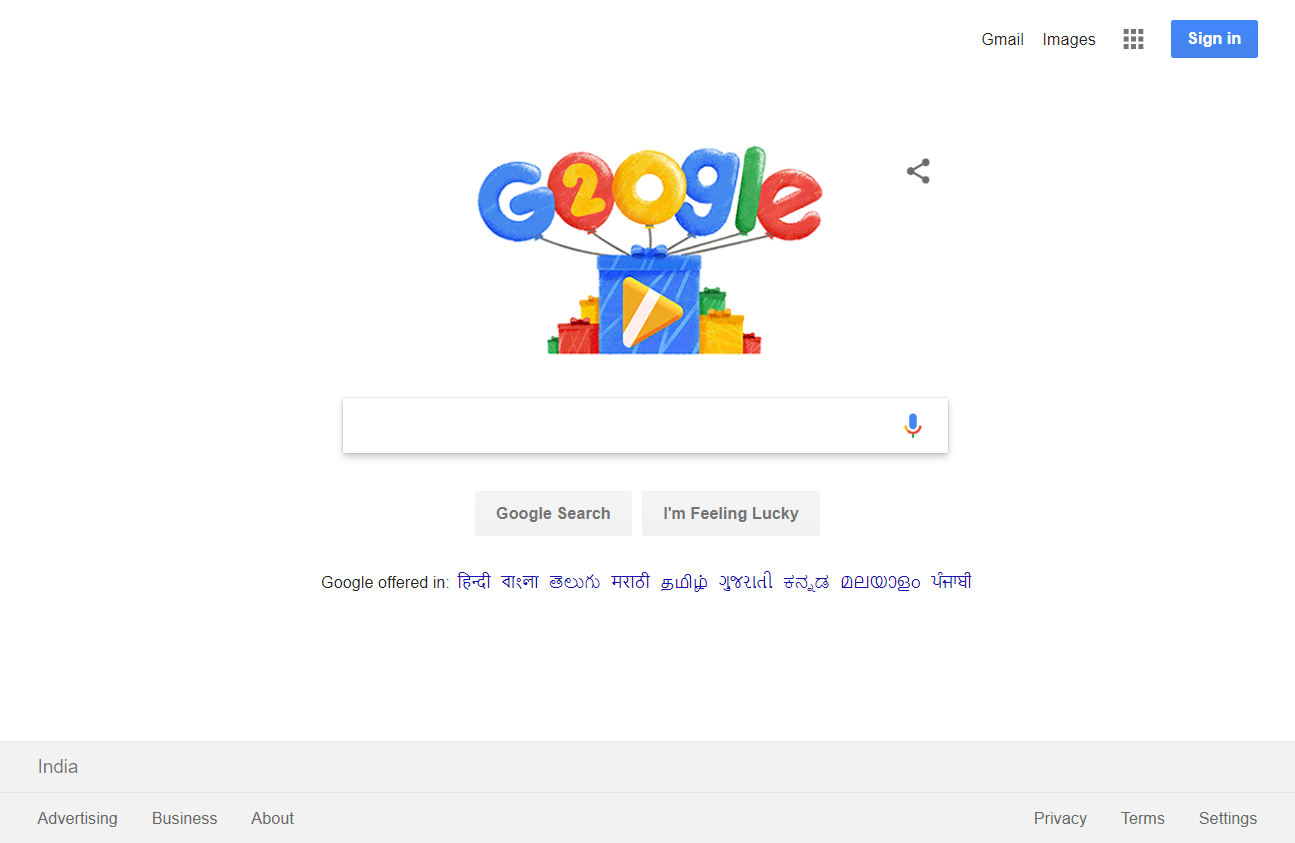 Gmail Images Sign in
G20gle
Google Search I'm Feeling Lucky
Google offered in: हिन्दी বাংলা తెలుగు मराठी தமிழ் ગુજરાતી ಕನ್ನಡ മലയാളം ਪੰਜਾਬੀ
India
Advertising Business About Privacy Terms Settings